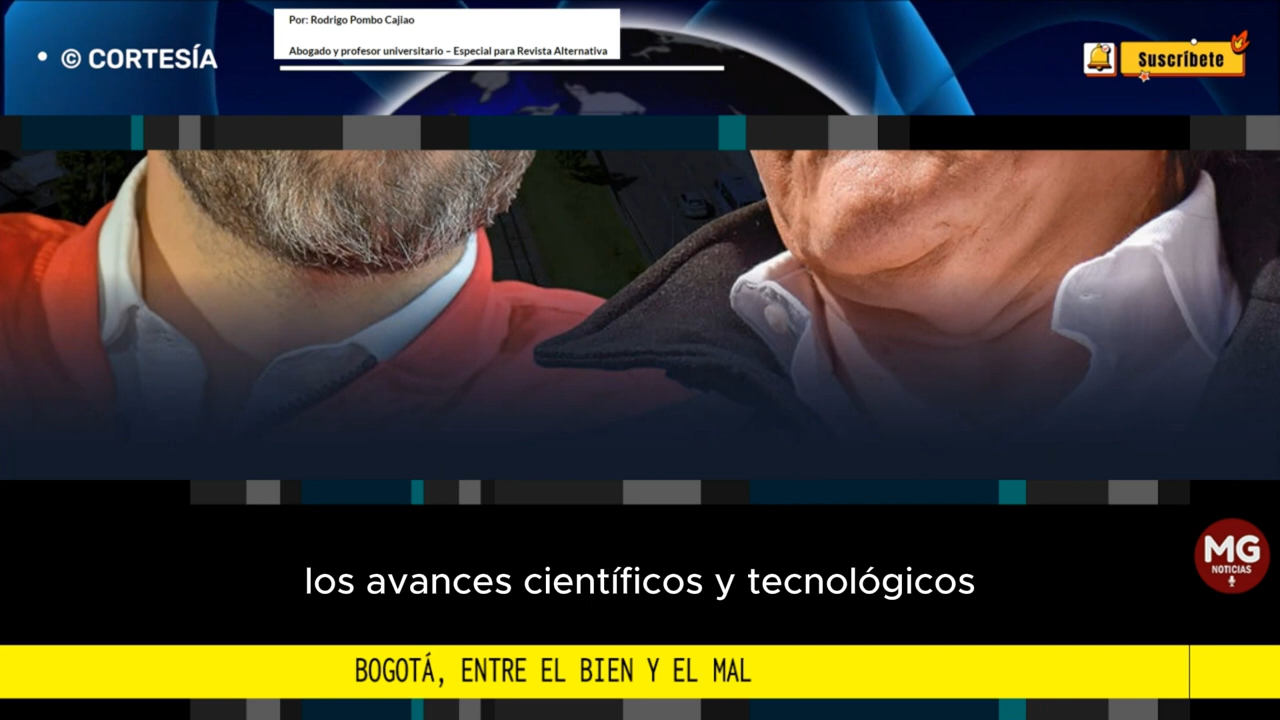 Por: Rodrigo Pombo Cajiao
Abogado y profesor universitario – Especial para Revista Alternativa
• © CORTESÍA
Suscríbete
los avances científicos y tecnológicos
MG
NOTICIAS
BOGOTÁ, ENTRE EL BIEN Y EL MAL